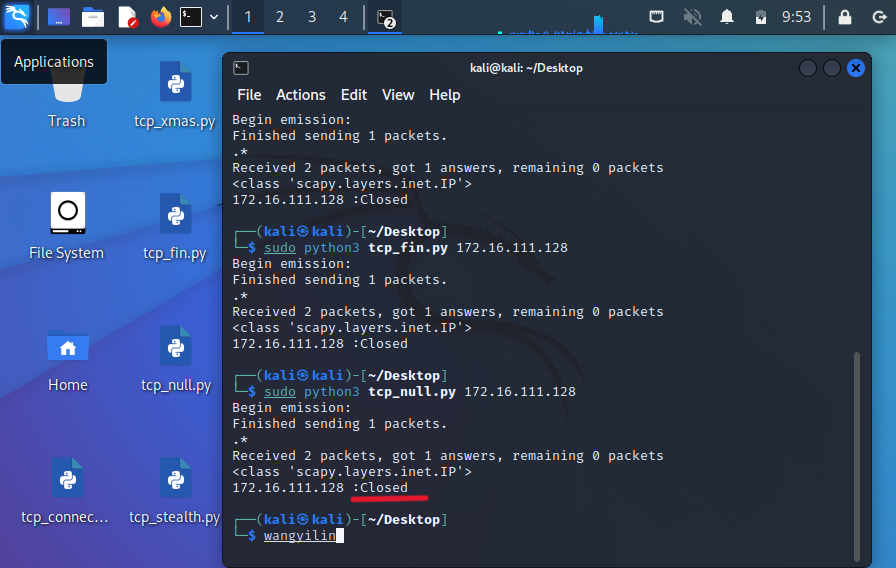 1 2 3 4 2 9:53
Applications
Trash
tcp_xmas.py
File System
tcp_fin.py
Home
tcp_null.py
tcp_connec...
tcp_stealth.py
kali@kali: ~/Desktop
File Actions Edit View Help
Begin emission:
Finished sending 1 packets.
.*
Received 2 packets, got 1 answers, remaining 0 packets
<class 'scapy.layers.inet.IP'>
172.16.111.128 :Closed
┌──(kali㉿kali)-[~/Desktop]
└─$ sudo python3 tcp_fin.py 172.16.111.128
Begin emission:
Finished sending 1 packets.
.*
Received 2 packets, got 1 answers, remaining 0 packets
<class 'scapy.layers.inet.IP'>
172.16.111.128 :Closed
┌──(kali㉿kali)-[~/Desktop]
└─$ sudo python3 tcp_null.py 172.16.111.128
Begin emission:
Finished sending 1 packets.
.*
Received 2 packets, got 1 answers, remaining 0 packets
<class 'scapy.layers.inet.IP'>
172.16.111.128 :Closed
┌──(kali㉿kali)-[~/Desktop]
└─$ wangyilin